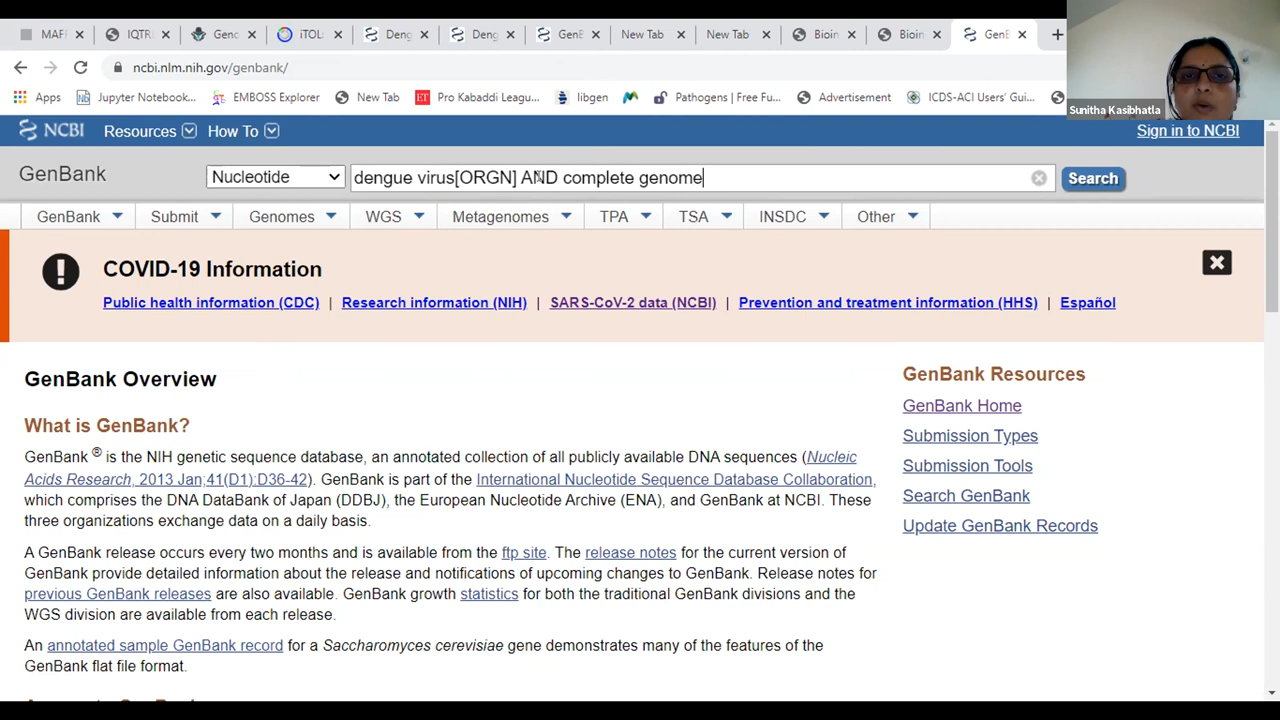 MAFF
IQTR
Genc
iTOL:
Deng
Deng
GenB
New Tab
New Tab
Bioin
Bioin
GenB
ncbi.nlm.nih.gov/genbank/
Apps
Jupyter Notebook...
EMBOSS Explorer
New Tab
Pro Kabaddi Leagu...
libgen
Pathogens | Free Fu...
Advertisement
ICDS-ACI Users' Gui...
Sunitha Kasibhatla
NCBI Resources How To
Sign in to NCBI
GenBank
Nucleotide
dengue virus[ORGN] AND complete genome
Search
GenBank Submit Genomes WGS Metagenomes TPA TSA INSDC Other
COVID-19 Information
Public health information (CDC) | Research information (NIH) | SARS-CoV-2 data (NCBI) | Prevention and treatment information (HHS) | Español
GenBank Overview
What is GenBank?
GenBank ® is the NIH genetic sequence database, an annotated collection of all publicly available DNA sequences (Nucleic
Acids Research, 2013 Jan;41(D1):D36-42). GenBank is part of the International Nucleotide Sequence Database Collaboration,
which comprises the DNA DataBank of Japan (DDBJ), the European Nucleotide Archive (ENA), and GenBank at NCBI. These
three organizations exchange data on a daily basis.
A GenBank release occurs every two months and is available from the ftp site. The release notes for the current version of
GenBank provide detailed information about the release and notifications of upcoming changes to GenBank. Release notes for
previous GenBank releases are also available. GenBank growth statistics for both the traditional GenBank divisions and the
WGS division are available from each release.
An annotated sample GenBank record for a Saccharomyces cerevisiae gene demonstrates many of the features of the
GenBank flat file format.
GenBank Resources
GenBank Home
Submission Types
Submission Tools
Search GenBank
Update GenBank Records